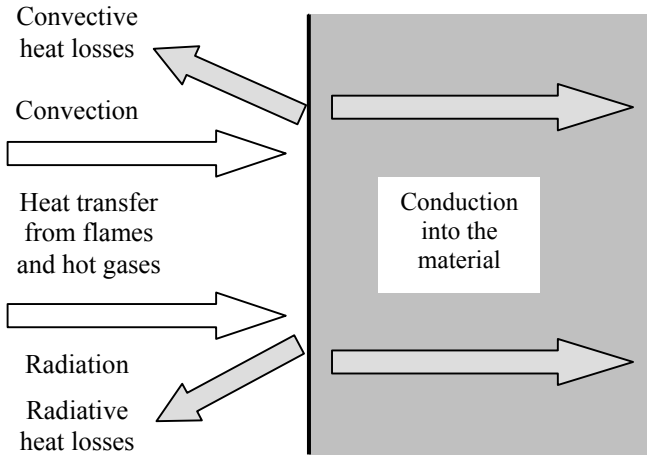 Convective
heat losses
Convection
Heat transfer
from flames
and hot gases
Radiation
Radiative
heat losses
Conduction
into the
material